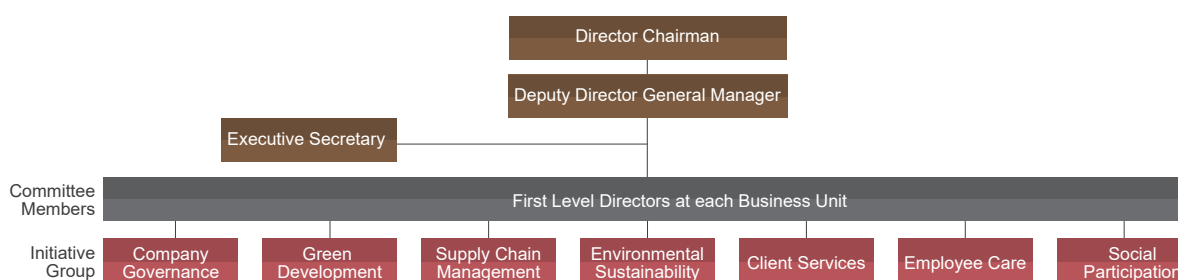 Director Chairman
Deputy Director General Manager
Executive Secretary
Committee
Members
First Level Directors at each Business Unit
Initiative
Group
Company
Governance
Green
Development
Supply Chain
Management
Environmental
Sustainability
Client Services
Employee Care
Social
Participation